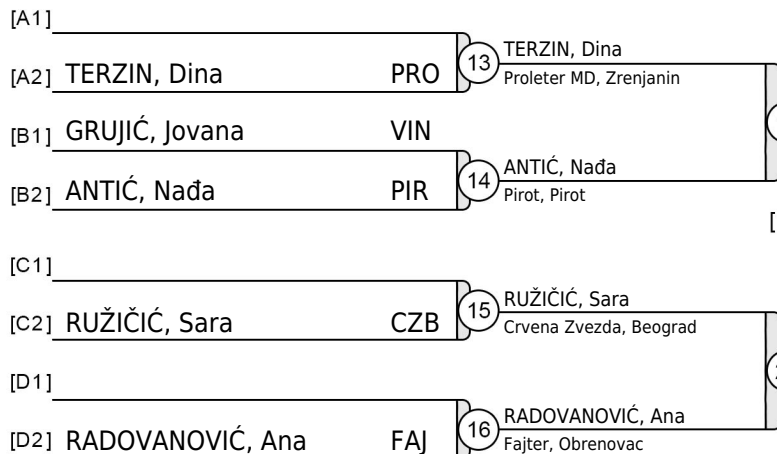 [A1]
[A2] TERZIN, Dina PRO
13
TERZIN, Dina
Proleter MD, Zrenjanin
[B1] GRUJIĆ, Jovana VIN
[B2] ANTIĆ, Nađa PIR
14
ANTIĆ, Nađa
Pirot, Pirot
[
[C1]
[C2] RUŽIČIĆ, Sara CZB
15
RUŽIČIĆ, Sara
Crvena Zvezda, Beograd
[D1]
[D2] RADOVANOVIĆ, Ana FAJ
16
RADOVANOVIĆ, Ana
Fajter, Obrenovac